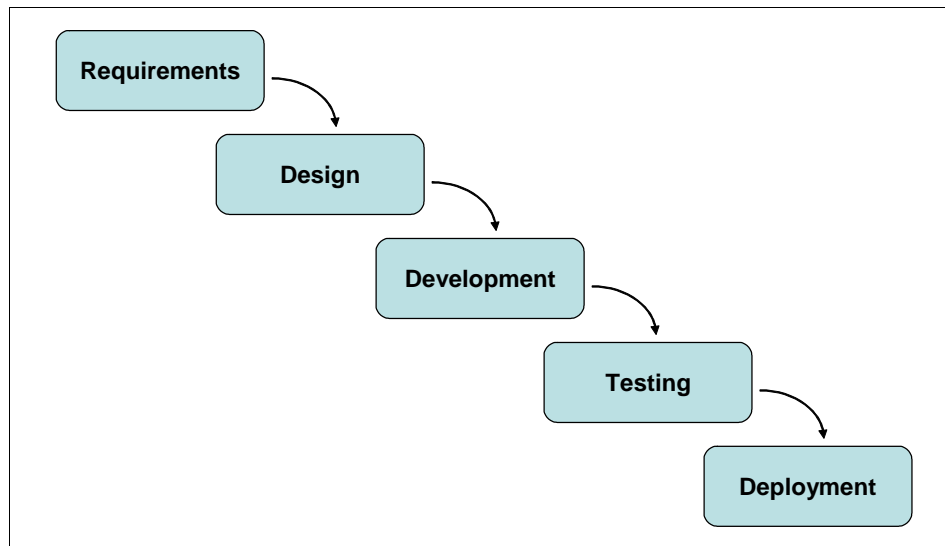 Requirements
Design
Development
Testing
Deployment